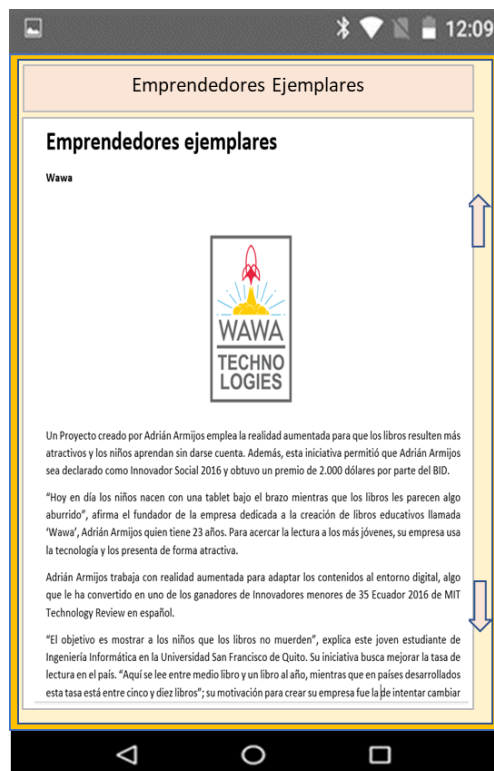 12:09
Emprendedores Ejemplares
Emprendedores ejemplares
Wawa
WAWA
TECHNO
LOGIES
Un Proyecto creado por Adrián Armijos emplea la realidad aumentada para que los libros resulten más
atractivos y los niños aprendan sin darse cuenta. Además, esta iniciativa permitió que Adrián Armijos
sea declarado como Innovador Social 2016 y obtuvo un premio de 2.000 dólares por parte del BID.
“Hoy en día los niños nacen con una tablet bajo el brazo mientras que los libros les parecen algo
aburrido”, afirma el fundador de la empresa dedicada a la creación de libros educativos llamada
‘Wawa’, Adrián Armijos quien tiene 23 años. Para acercar la lectura a los más jóvenes, su empresa usa
la tecnología y los presenta de forma atractiva.
Adrián Armijos trabaja con realidad aumentada para adaptar los contenidos al entorno digital, algo
que le ha convertido en uno de los ganadores de Innovadores menores de 35 Ecuador 2016 de MIT
Technology Review en español.
“El objetivo es mostrar a los niños que los libros no muerden”, explica este joven estudiante de
Ingeniería Informática en la Universidad San Francisco de Quito. Su iniciativa busca mejorar la tasa de
lectura en el país. “Aquí se lee entre medio libro y un libro al año, mientras que en países desarrollados
esta tasa está entre cinco y diez libros”; su motivación para crear su empresa fue la de intentar cambiar